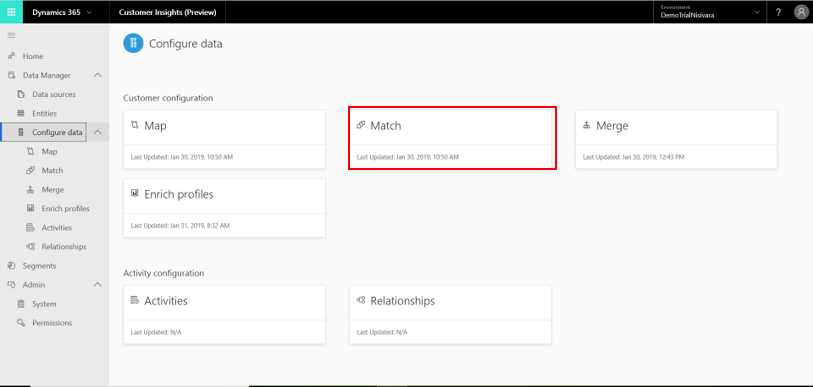 Dynamics 365
Customer Insights (Preview)
Environment
DemoTrialNisivara
?
Home
Data Manager
Data sources
Entities
Configure data
Map
Match
Merge
Enrich profiles
Activities
Relationships
Segments
Admin
System
Permissions
Configure data
Customer configuration
Map
Last Updated: Jan 30, 2019, 10:50 AM
Match
Last Updated: Jan 30, 2019, 10:50 AM
Merge
Last Updated: Jan 30, 2019, 12:43 PM
Enrich profiles
Last Updated: Jan 31, 2019, 8:32 AM
Activity configuration
Activities
Last Updated: N/A
Relationships
Last Updated: N/A